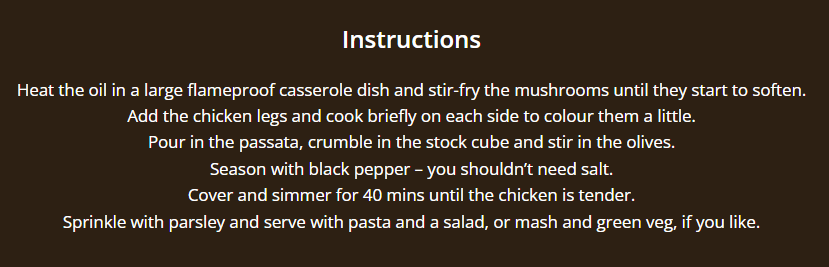 Instructions
Heat the oil in a large flameproof casserole dish and stir-fry the mushrooms until they start to soften.
Add the chicken legs and cook briefly on each side to colour them a little.
Pour in the passata, crumble in the stock cube and stir in the olives.
Season with black pepper – you shouldn’t need salt.
Cover and simmer for 40 mins until the chicken is tender.
Sprinkle with parsley and serve with pasta and a salad, or mash and green veg, if you like.